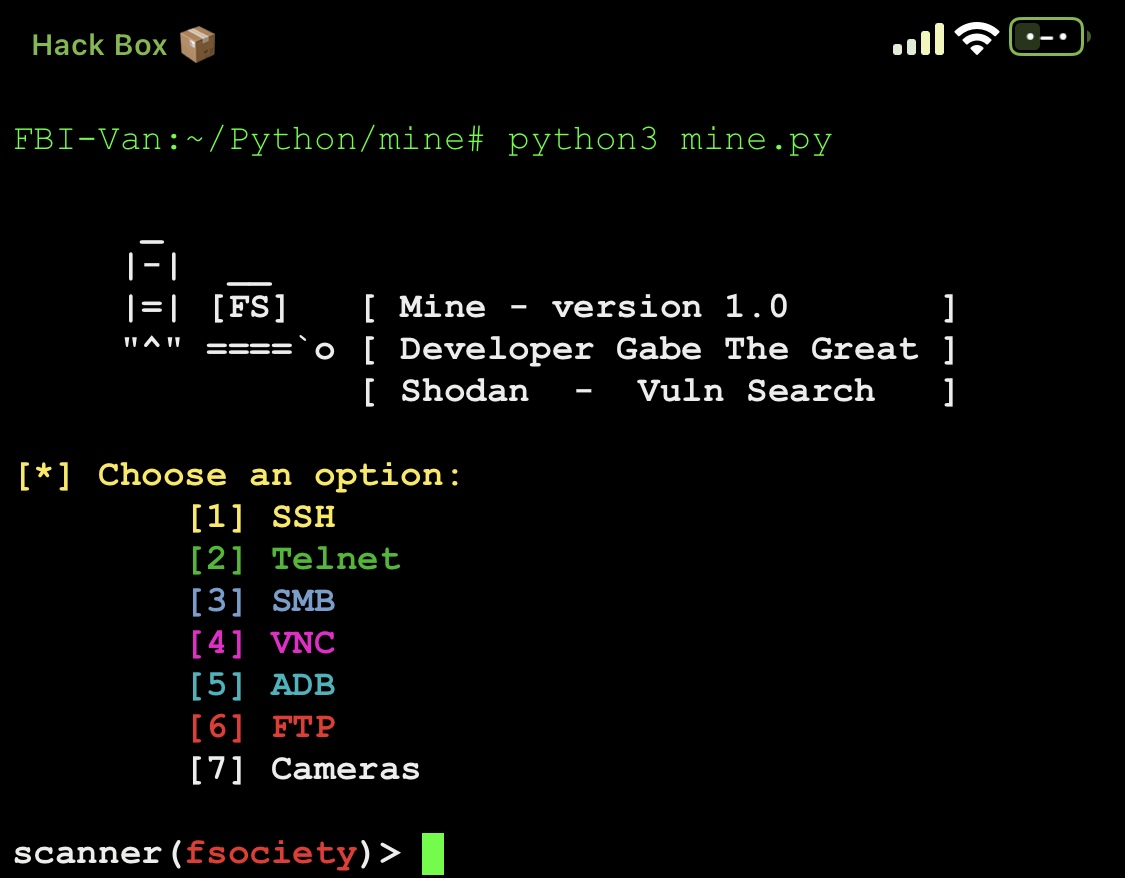 Hack Box 📦
FBI-Van:~/Python/mine# python3 mine.py
_
|-| __
|=| [FS] [ Mine - version 1.0 ]
"^" ====`o [ Developer Gabe The Great ]
[ Shodan - Vuln Search ]
[*] Choose an option:
[1] SSH
[2] Telnet
[3] SMB
[4] VNC
[5] ADB
[6] FTP
[7] Cameras
scanner(fsociety)>